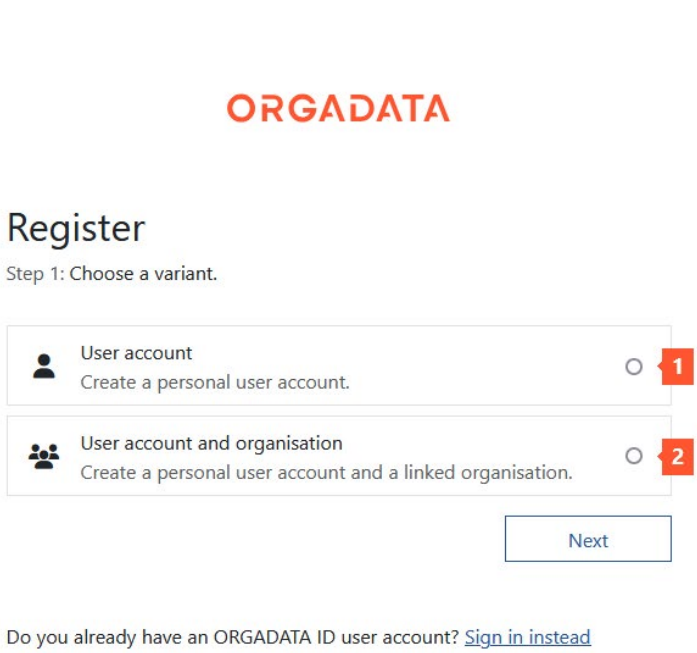 ORGADATA
Register
Step 1: Choose a variant.
User account
Create a personal user account.
1
User account and organisation
Create a personal user account and a linked organisation.
2
Next
Do you already have an ORGADATA ID user account? Sign in instead